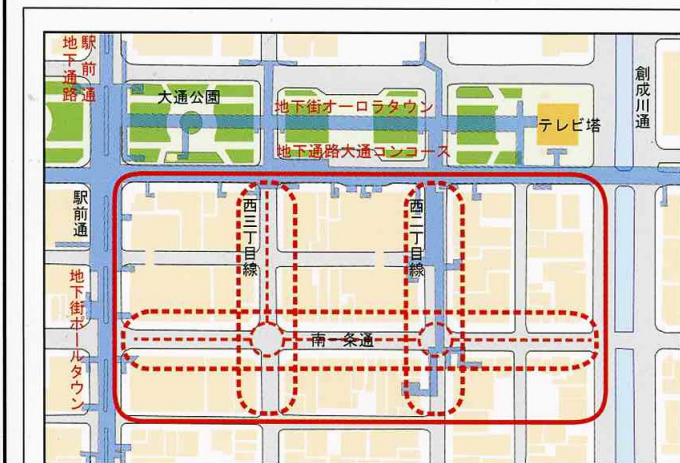 駅前通
地下通路
大通公園
地下街オーロラタウン
テレビ塔
創成川通
地下通路大通コンコース
駅前通
西三丁目線
西二丁目線
地下街ポールタウン
南一条通